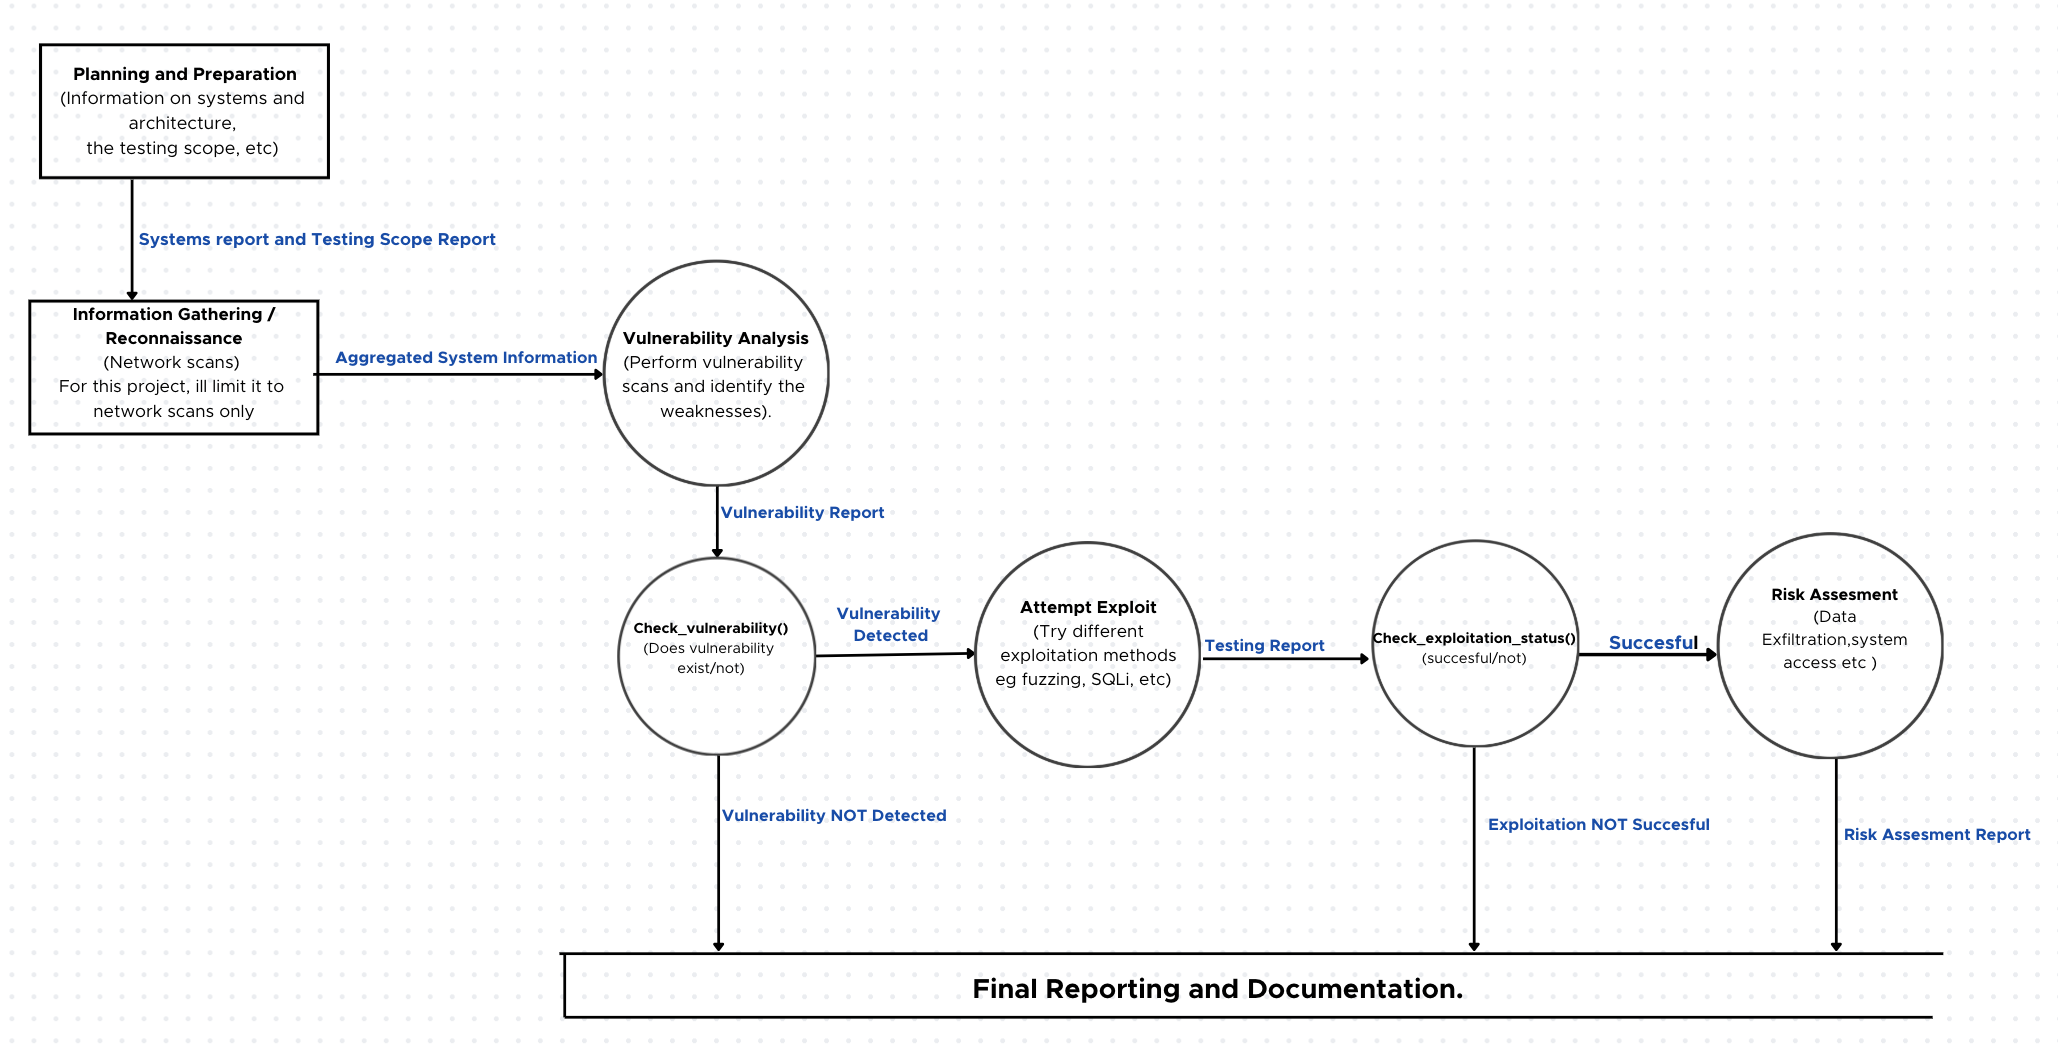 Planning and Preparation
(Information on systems and
architecture,
the testing scope, etc)
Systems report and Testing Scope Report
Information Gathering /
Reconnaissance
(Network scans)
For this project, ill limit it to
network scans only
Aggregated System Information
Vulnerability Analysis
(Perform vulnerability
scans and identify the
weaknesses).
Vulnerability Report
Check_vulnerability()
(Does vulnerability
exist/not)
Vulnerability
Detected
Attempt Exploit
(Try different
exploitation methods
eg fuzzing, SQLi, etc)
Testing Report
Check_exploitation_status()
(succesful/not)
Succesful
Risk Assesment
(Data
Exfiltration,system
access etc )
Vulnerability NOT Detected
Exploitation NOT Succesful
Risk Assesment Report
Final Reporting and Documentation.